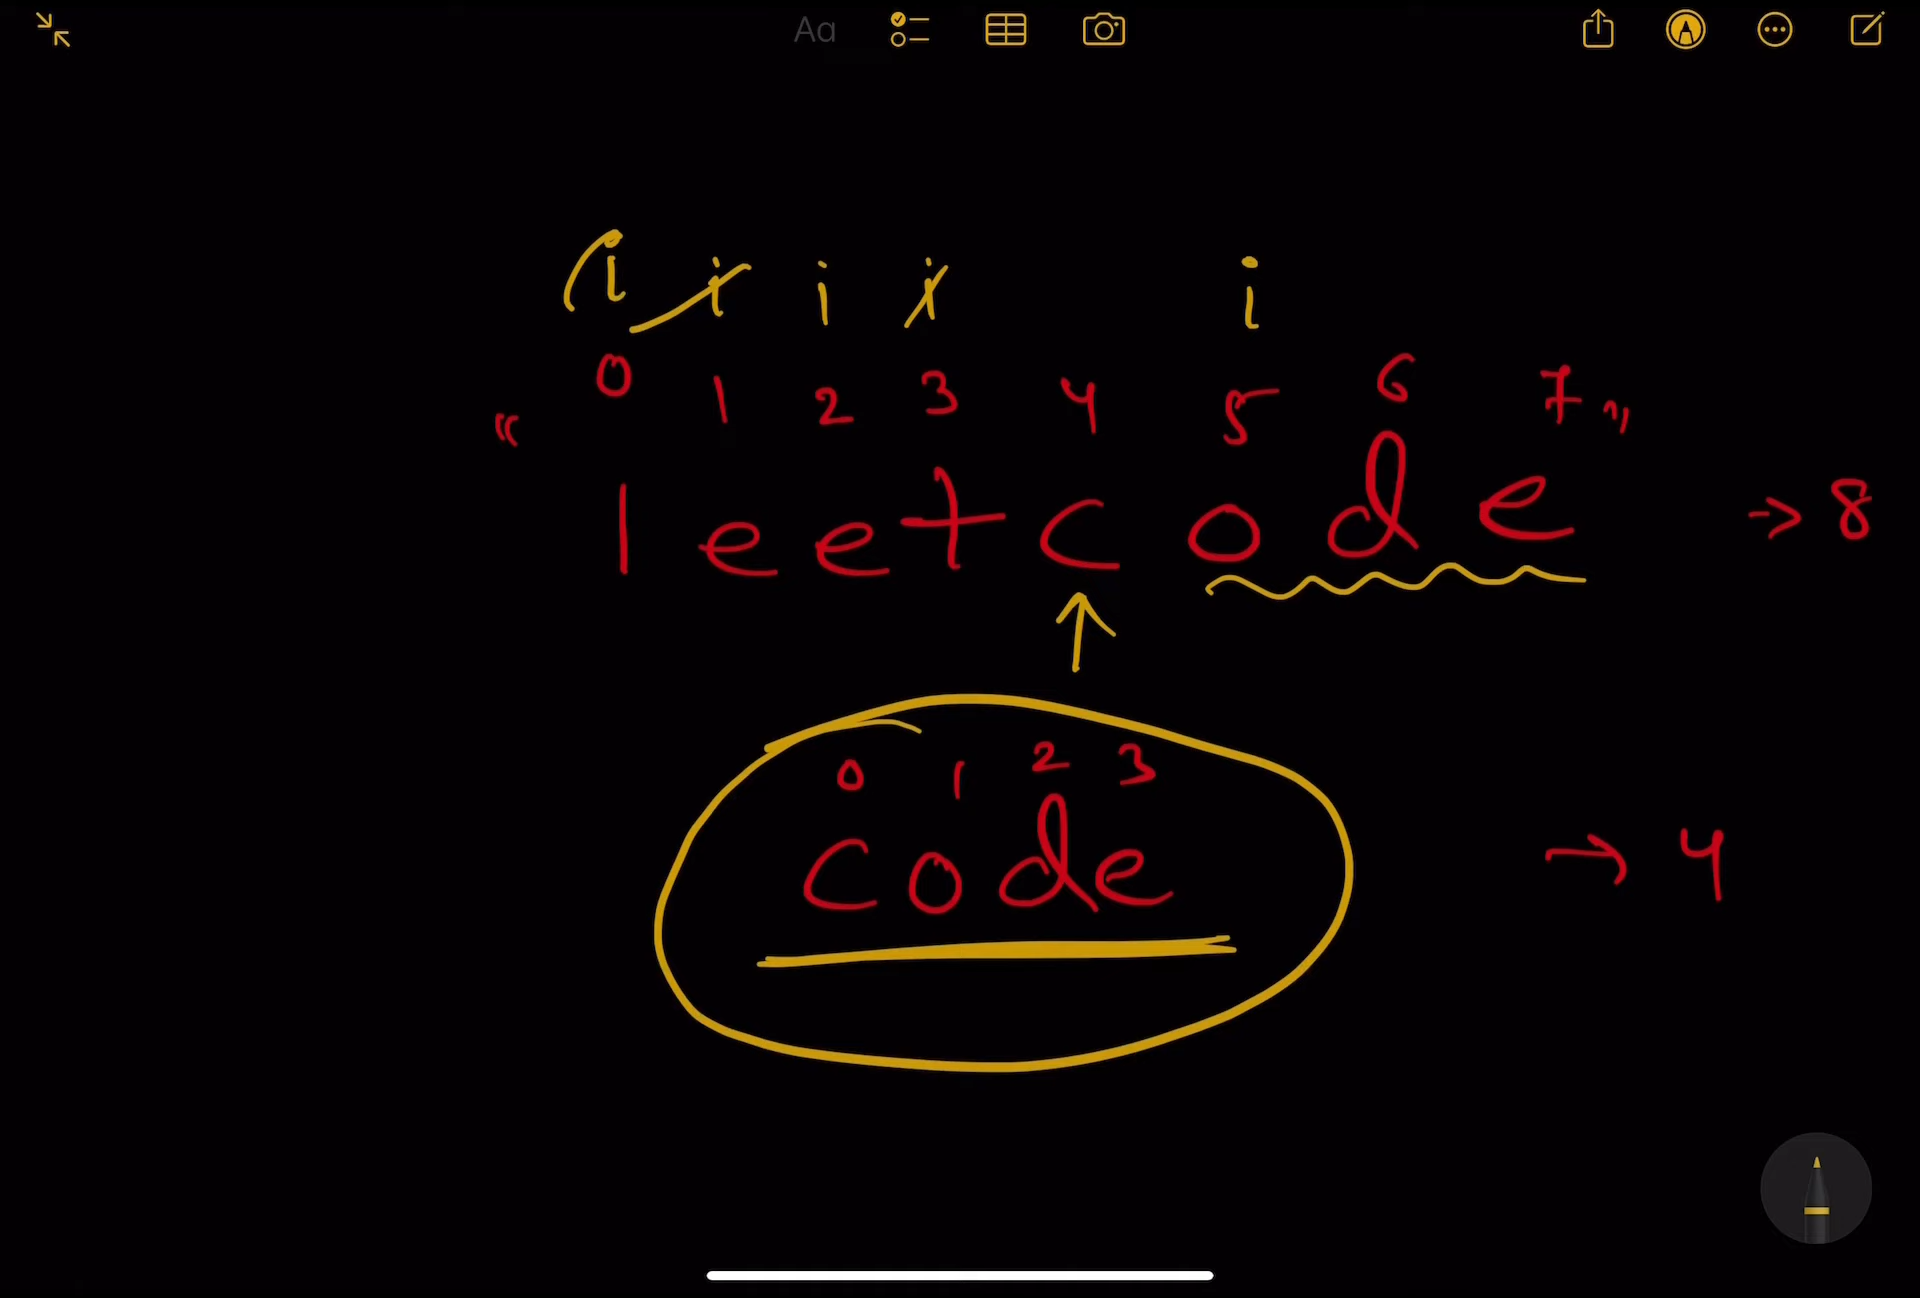 Aa
i i i i i
0 1 2 3 4 5 6 7
"leetcode" → 8
0 1 2 3
code → 4